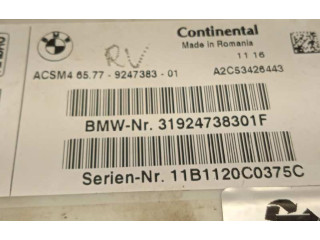 BMW
Continental
Made in Romania
RV
11 16
ACSM4 65.77 - 9247383 - 01
A2C53426443
BMW-Nr. 31924738301F
Serien-Nr. 11B1120C0375C